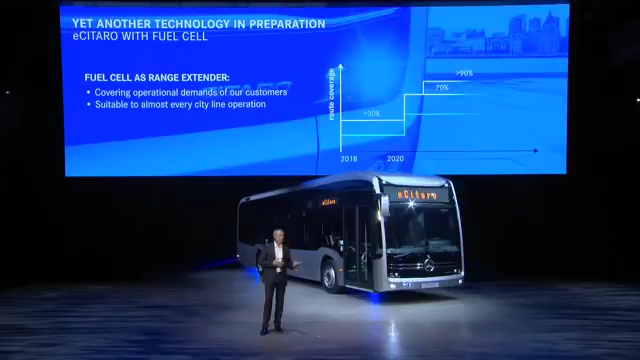 YET ANOTHER TECHNOLOGY IN PREPARATION
eCITARO WITH FUEL CELL
FUEL CELL AS RANGE EXTENDER:
• Covering operational demands of our customers
• Suitable to almost every city line operation
route coverage
>90%
70%
~30%
2018
2020
eCitaro
eCitaro